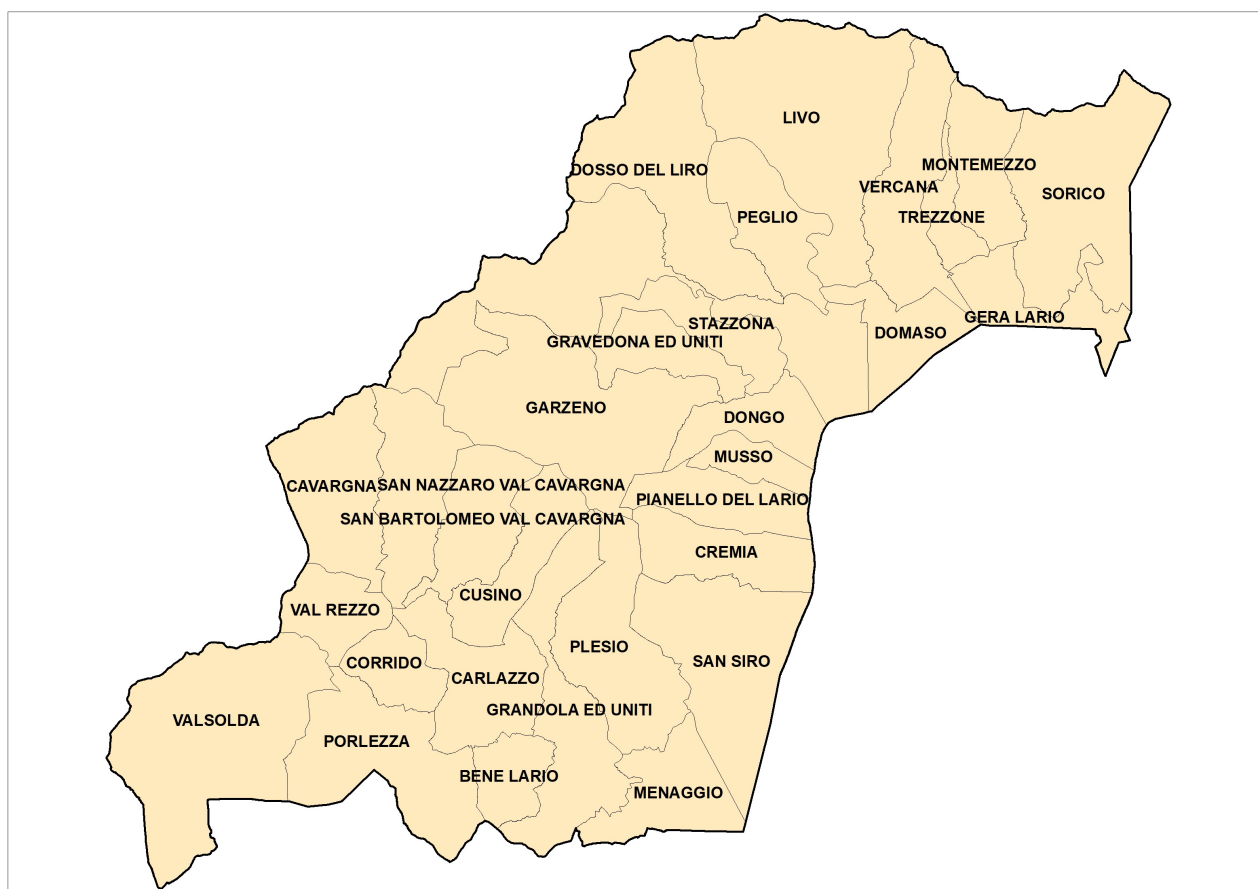 LIVO
DOSSO DEL LIRO
MONTEMEZZO
VERCANA
SORICO
PEGLIO
TREZZONE
GERA LARIO
STAZZONA
DOMASO
GRAVEDONA ED UNITI
GARZENO
DONGO
MUSSO
CAVARGNA
SAN NAZZARO VAL CAVARGNA
PIANELLO DEL LARIO
SAN BARTOLOMEO VAL CAVARGNA
CREMIA
CUSINO
VAL REZZO
PLESIO
CORRIDO
SAN SIRO
CARLAZZO
GRANDOLA ED UNITI
VALSOLDA
PORLEZZA
BENE LARIO
MENAGGIO